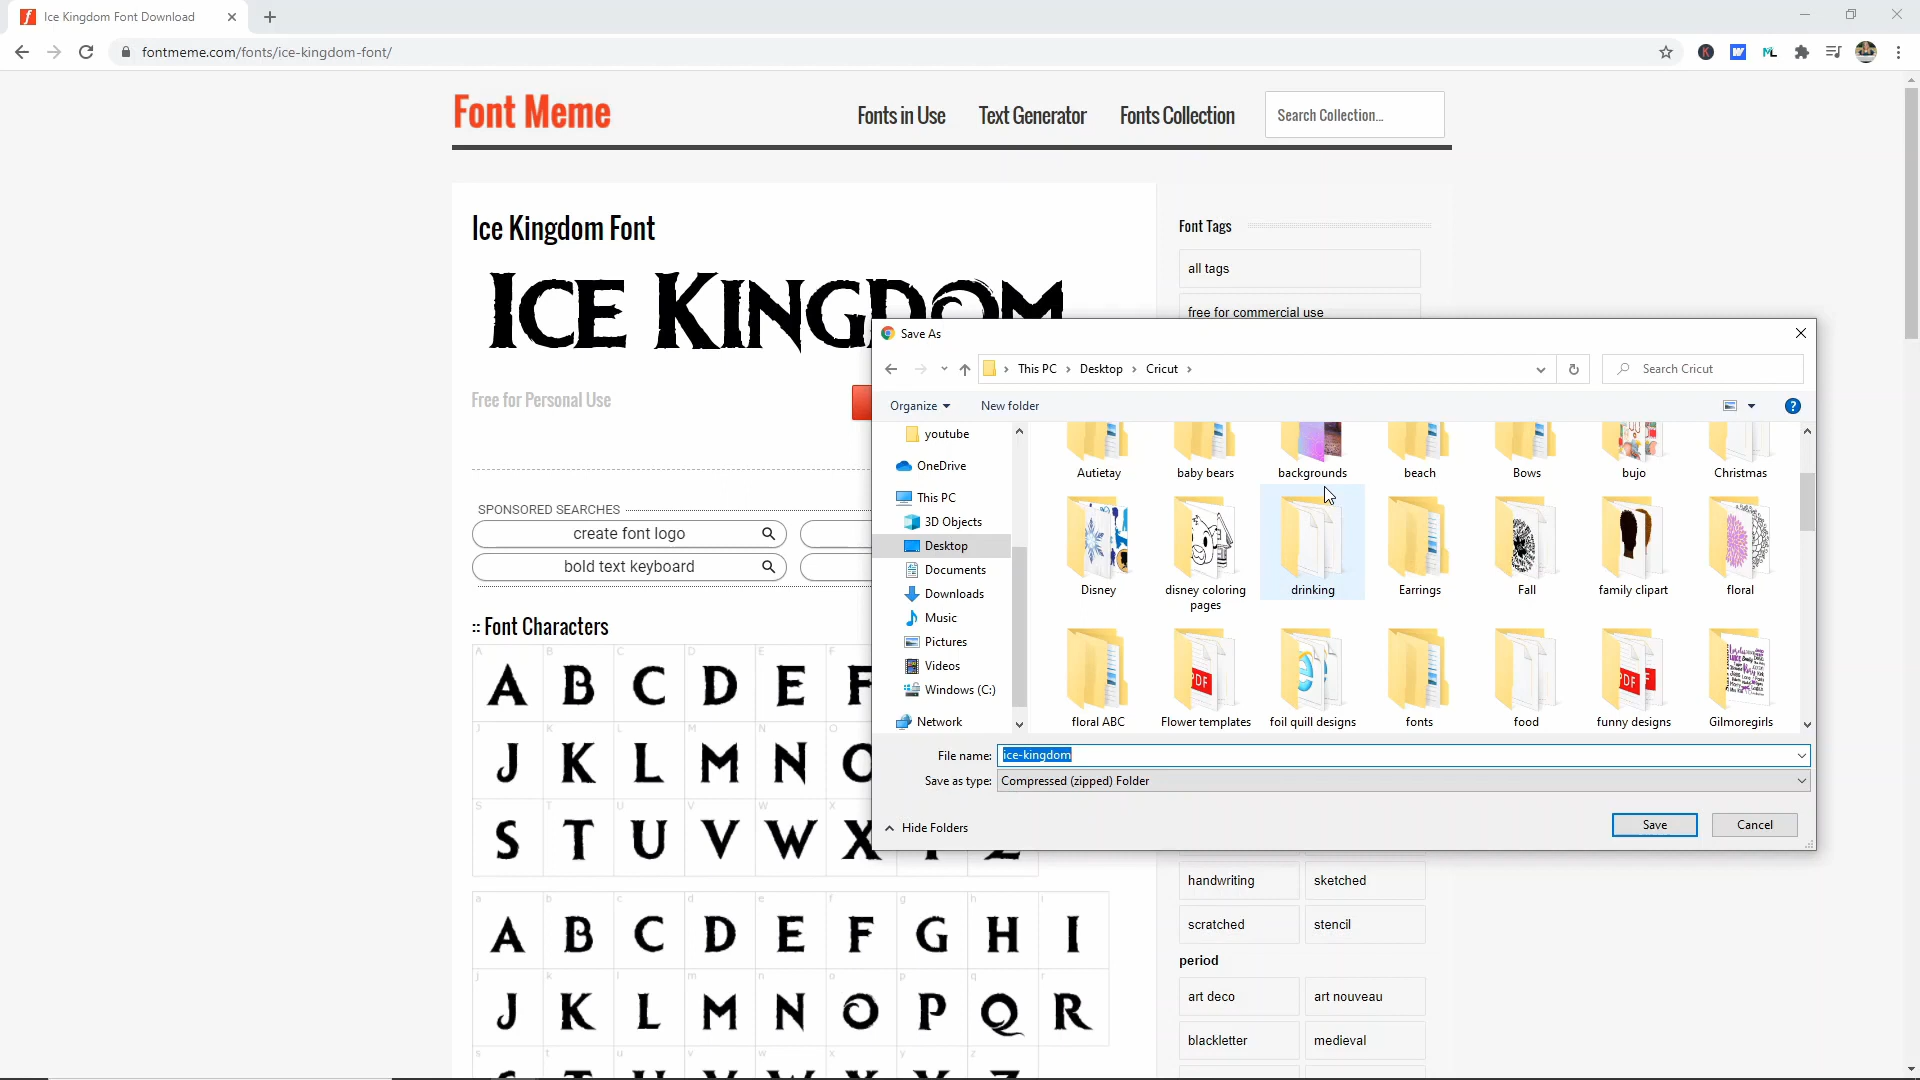 Ice Kingdom Font Download
fontmeme.com/fonts/ice-kingdom-font/
Font Meme
Fonts in Use
Text Generator
Fonts Collection
Search Collection...
Ice Kingdom Font
ICE KINGDOM
Free for Personal Use
SPONSORED SEARCHES
create font logo
bold text keyboard
:: Font Characters
A B C D E F
J K L M N O
S T U V W X Y Z
A B C D E F G H I
J K L M N O P Q R
Font Tags
all tags
free for commercial use
Save As
This PC › Desktop › Cricut ›
Search Cricut
Organize
New folder
youtube
OneDrive
This PC
3D Objects
Desktop
Documents
Downloads
Music
Pictures
Videos
Windows (C:)
Network
Autietay
baby bears
backgrounds
beach
Bows
bujo
Christmas
Disney
disney coloring
pages
drinking
Earrings
Fall
family clipart
floral
floral ABC
Flower templates
foil quill designs
fonts
food
funny designs
Gilmoregirls
File name: ice-kingdom
Save as type: Compressed (zipped) Folder
Hide Folders
Save
Cancel
handwriting
sketched
scratched
stencil
period
art deco
art nouveau
blackletter
medieval